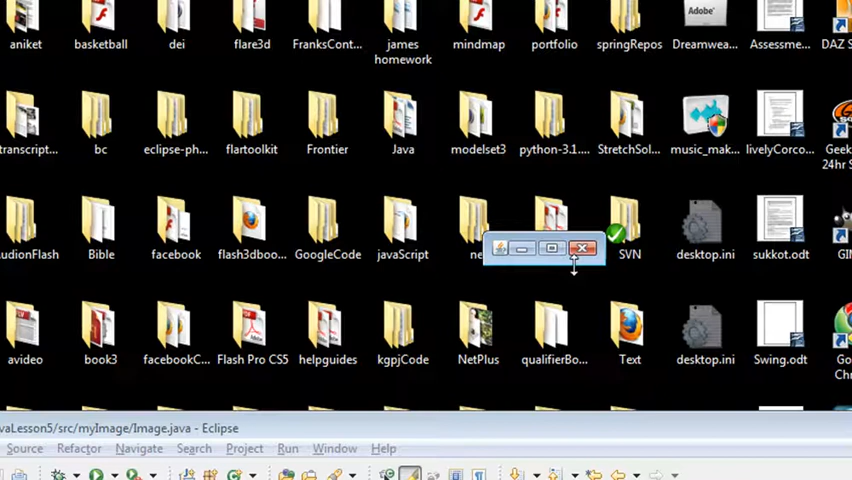 Adobe
aniket basketball dei flare3d FranksCont... james homework mindmap portfolio springRepos Dreamwea... Assessme... DAZ S
transcript... bc eclipse-ph... flartoolkit Frontier Java modelset3 python-3.1.... StretchSol... music_mak... livelyCorco... Geek 24hr S
AudionFlash Bible facebook flash3dboo... GoogleCode javaScript ne SVN desktop.ini sukkot.odt GI
avideo book3 facebookC... Flash Pro CS5 helpguides kgpjCode NetPlus qualifierBo... Text desktop.ini Swing.odt Go Chr
vaLesson5/src/myImage/Image.java - Eclipse
Source Refactor Navigate Search Project Run Window Help